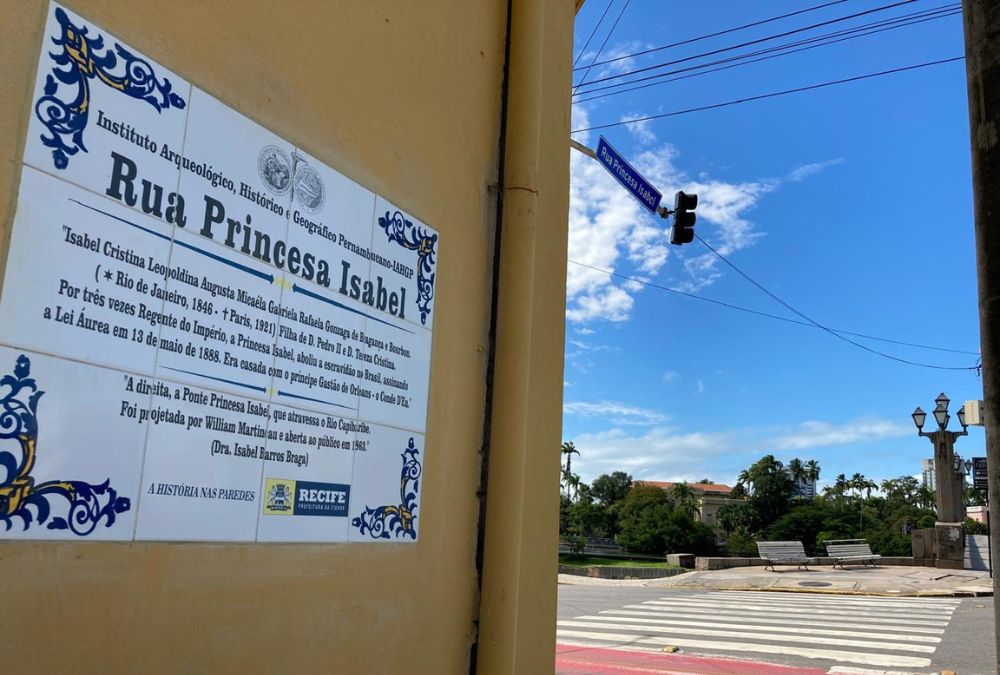 Instituto Arqueológico, Histórico e Geográfico Pernambucano-IAHGP
Rua Princesa Isabel
"Isabel Cristina Leopoldina Augusta Micaéla Gabriela Rafaela Gonzaga de Bragança e Bourbon.
( ✶ Rio de Janeiro, 1846 - † Paris, 1921) Filha de D. Pedro II e D. Tereza Cristina.
Por três vezes Regente do Império, a Princesa Isabel, aboliu a escravidão no Brasil, assinando
a Lei Áurea em 13 de maio de 1888. Era casada com o príncipe Gastão de Orleans - o Conde D'Eu.
"A direita, a Ponte Princesa Isabel, que atravessa o Rio Capibaribe.
Foi projetada por William Martineau e aberta ao público em 1863."
(Dra. Isabel Barros Braga)
A HISTÓRIA NAS PAREDES
RECIFE
PREFEITURA DA CIDADE
Rua Princesa Isabel